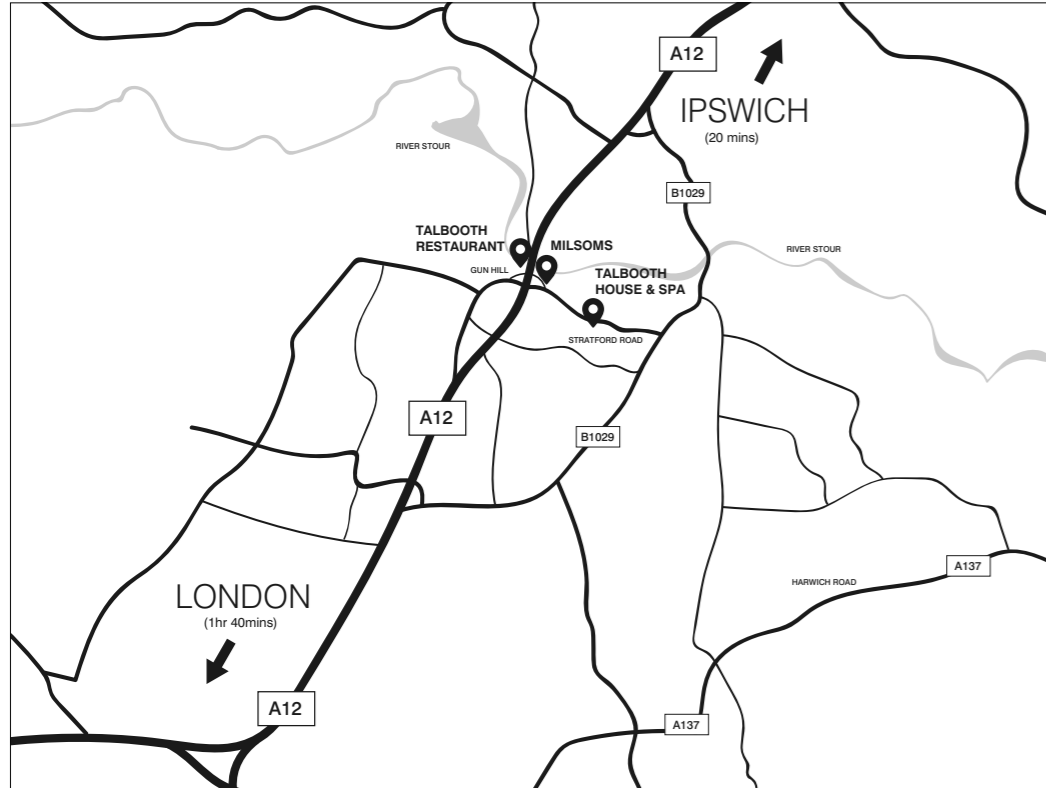 A12
IPSWICH
(20 mins)
RIVER STOUR
B1029
TALBOOTH
RESTAURANT
MILSOMS
RIVER STOUR
GUN HILL
TALBOOTH
HOUSE & SPA
STRATFORD ROAD
A12
B1029
A137
HARWICH ROAD
LONDON
(1hr 40mins)
A12
A137